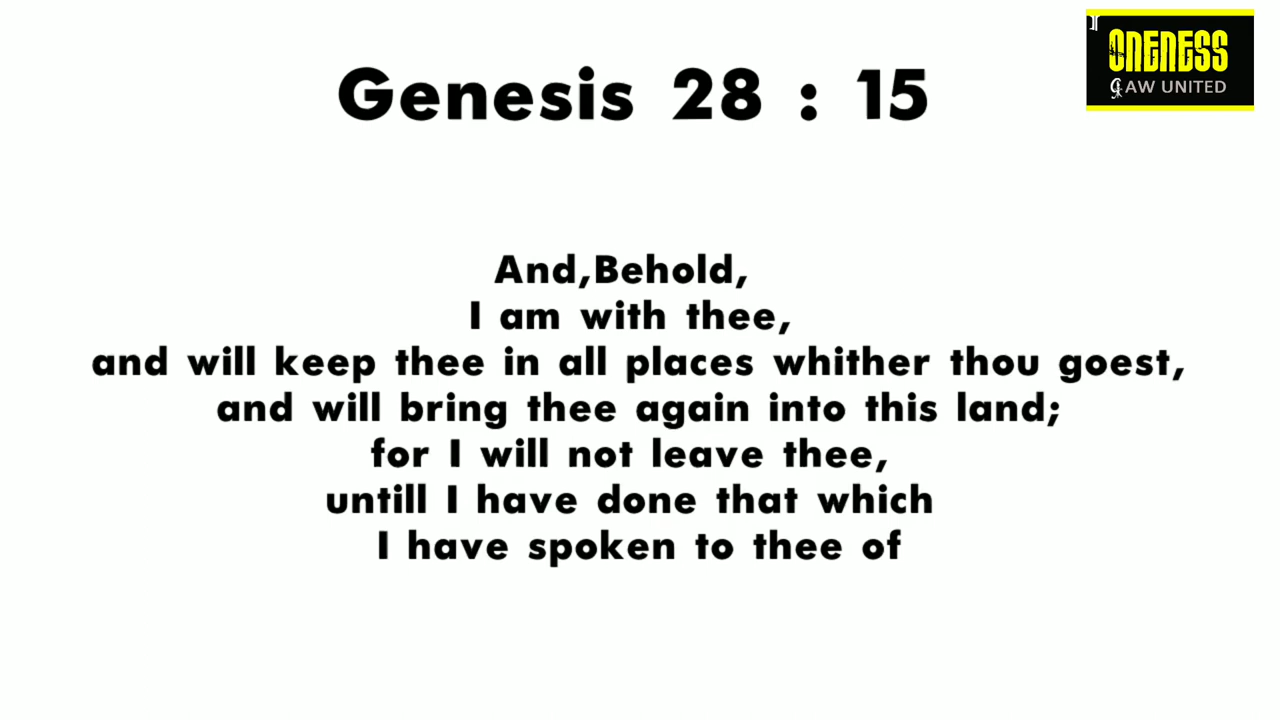 Genesis 28 : 15
ONENESS
AW UNITED
And,Behold,
I am with thee,
and will keep thee in all places whither thou goest,
and will bring thee again into this land;
for I will not leave thee,
untill I have done that which
I have spoken to thee of